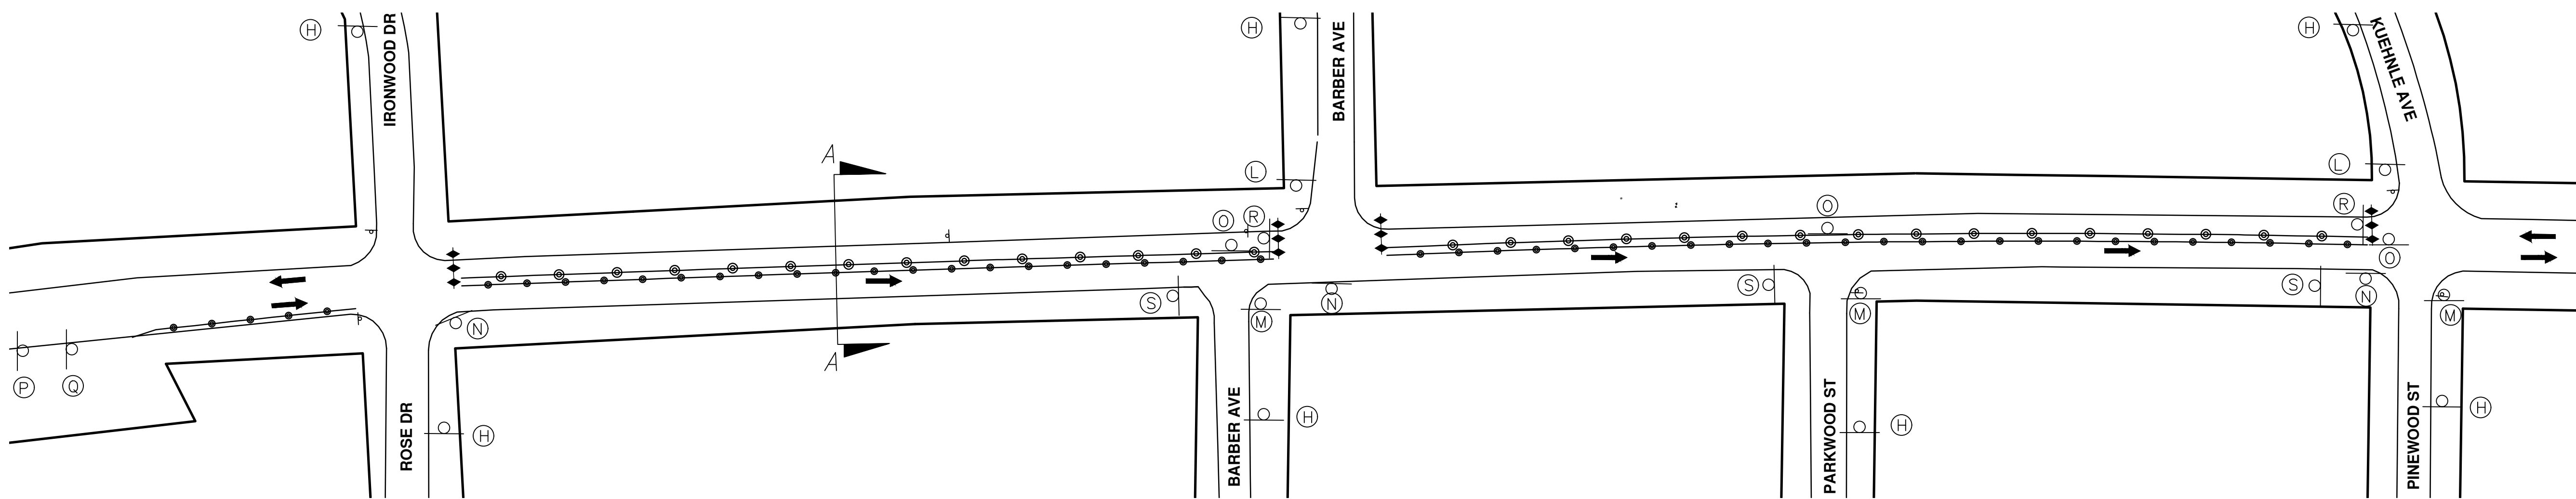 H
IRONWOOD DR
H
BARBER AVE
H
KUEHNLE AVE
A
L
L
O
R
O
R
O
S
S
S
N
M
N
M
N
M
A
P
Q
ROSE DR
H
BARBER AVE
H
PARKWOOD ST
H
PINEWOOD ST
H